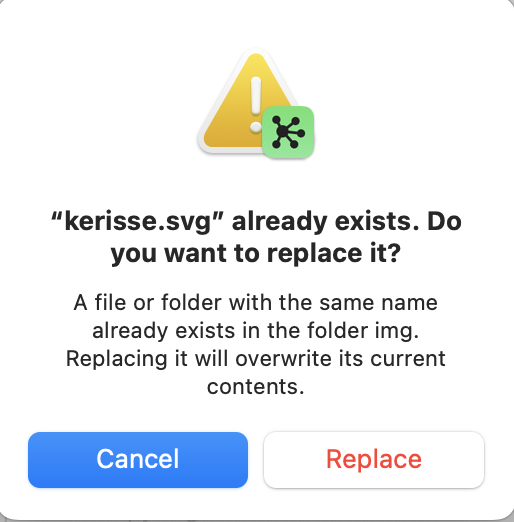 “kerisse.svg” already exists. Do
you want to replace it?
A file or folder with the same name
already exists in the folder img.
Replacing it will overwrite its current
contents.
Cancel
Replace